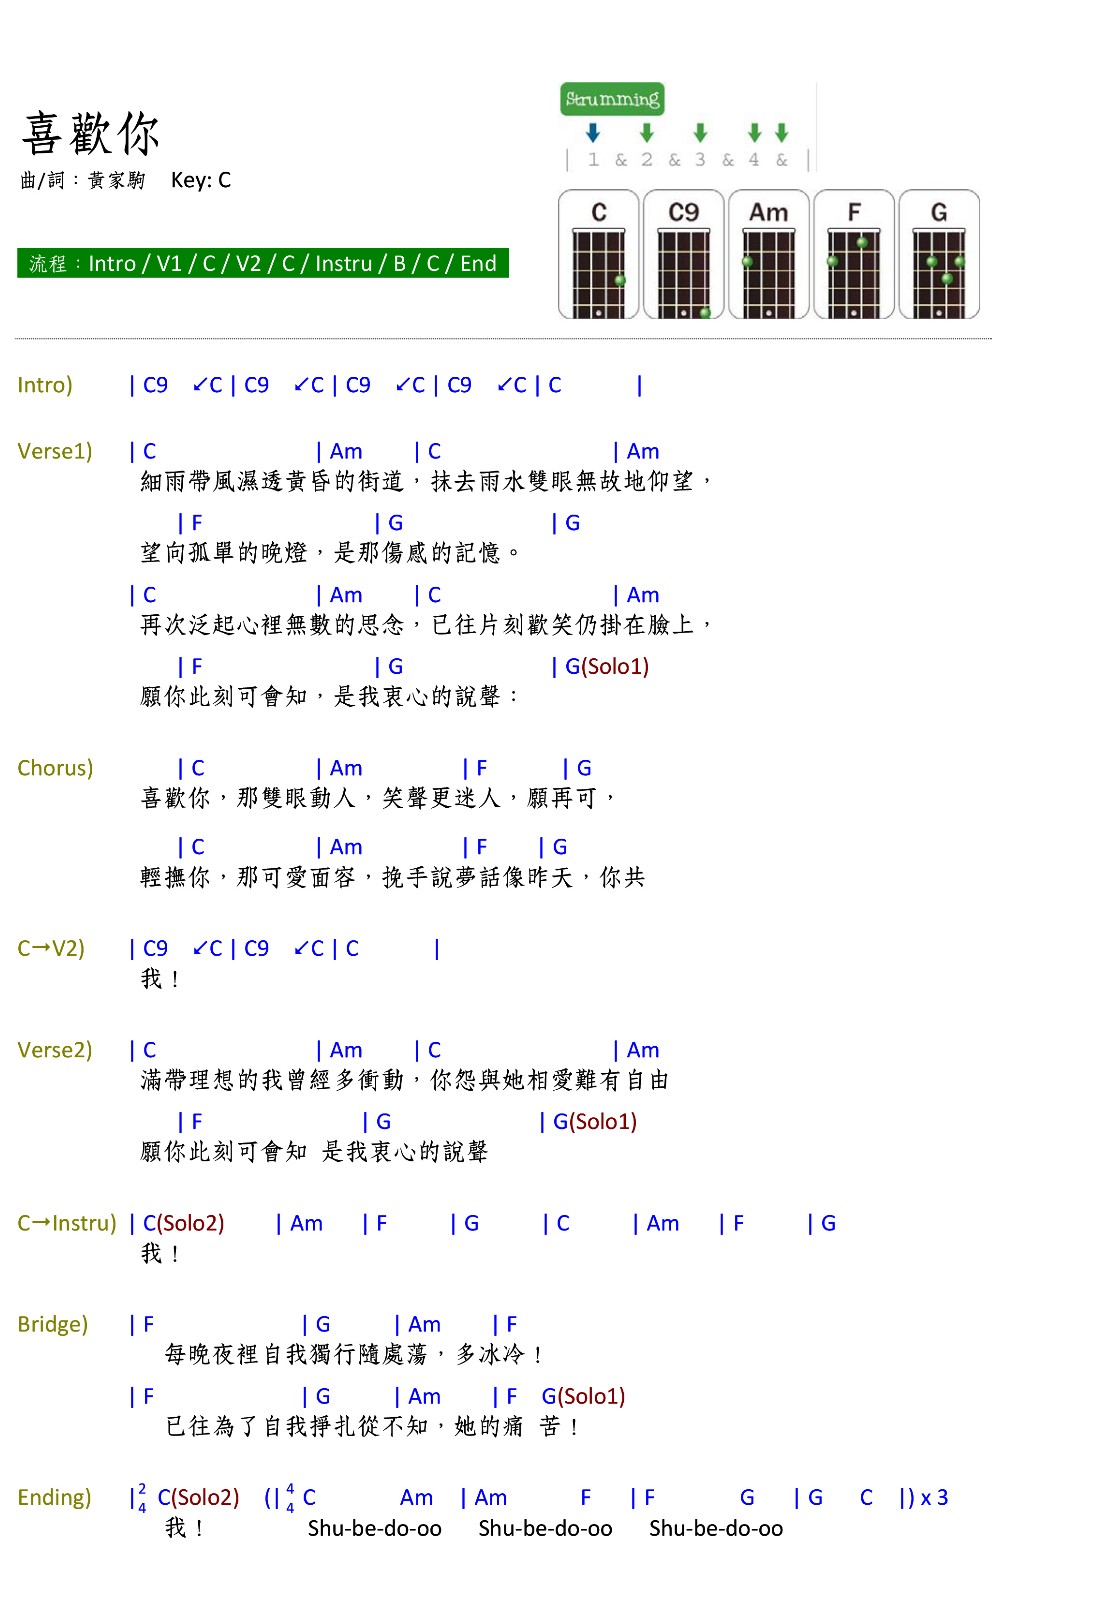 喜歡你
曲/詞：黃家駒 Key: C
Strumming
| 1 & 2 & 3 & 4 & |
C C9 Am F G
流程：Intro / V1 / C / V2 / C / Instru / B / C / End
Intro) | C9 ↙C | C9 ↙C | C9 ↙C | C9 ↙C | C |
Verse1) | C | Am | C | Am
細雨帶風濕透黃昏的街道，抹去雨水雙眼無故地仰望，
| F | G | G
望向孤單的晚燈，是那傷感的記憶。
| C | Am | C | Am
再次泛起心裡無數的思念，已往片刻歡笑仍掛在臉上，
| F | G | G(Solo1)
願你此刻可會知，是我衷心的說聲：
Chorus) | C | Am | F | G
喜歡你，那雙眼動人，笑聲更迷人，願再可，
| C | Am | F | G
輕撫你，那可愛面容，挽手說夢話像昨天，你共
C→V2) | C9 ↙C | C9 ↙C | C |
我！
Verse2) | C | Am | C | Am
滿帶理想的我曾經多衝動，你怨與她相愛難有自由
| F | G | G(Solo1)
願你此刻可會知 是我衷心的說聲
C→Instru) | C(Solo2) | Am | F | G | C | Am | F | G
我！
Bridge) | F | G | Am | F
每晚夜裡自我獨行隨處蕩，多冰冷！
| F | G | Am | F G(Solo1)
已往為了自我掙扎從不知，她的痛 苦！
Ending) | 2/4 C(Solo2) (| 4/4 C Am | Am F | F G | G C |) x 3
我！ Shu-be-do-oo Shu-be-do-oo Shu-be-do-oo